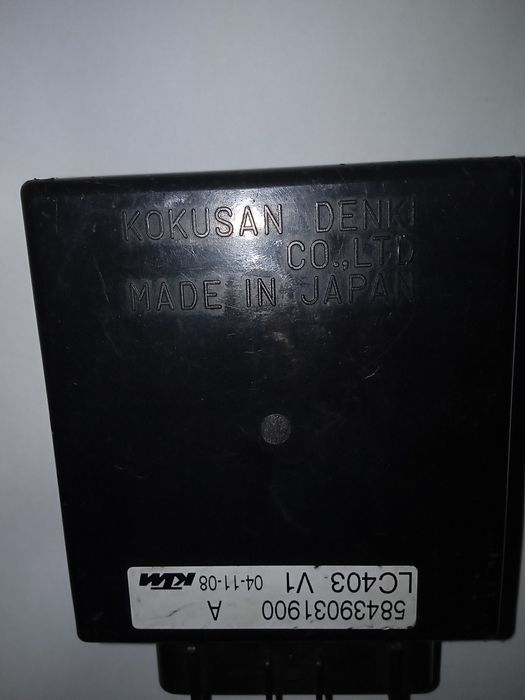 KOKUSAN DENKI
CO.,LTD
MADE IN JAPAN
58439031900 A
LC403 V1 04-11-08 KTM